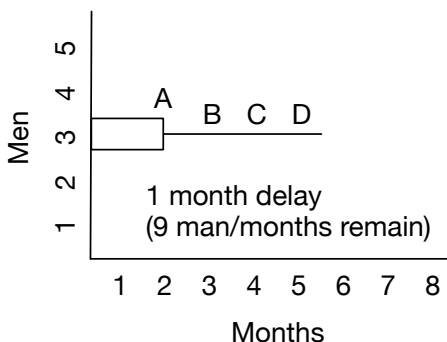 Men
5
4
3
2
1
A
B C D
1 month delay
(9 man/months remain)
1 2 3 4 5 6 7 8
Months